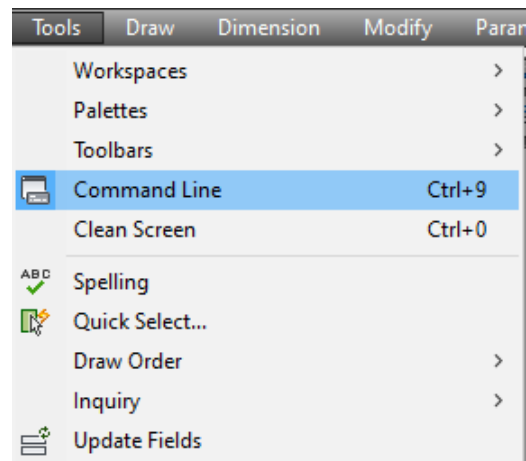 Tools Draw Dimension Modify
Workspaces
Palettes
Toolbars
Command Line Ctrl+9
Clean Screen Ctrl+0
ABC Spelling
Quick Select...
Draw Order
Inquiry
Update Fields